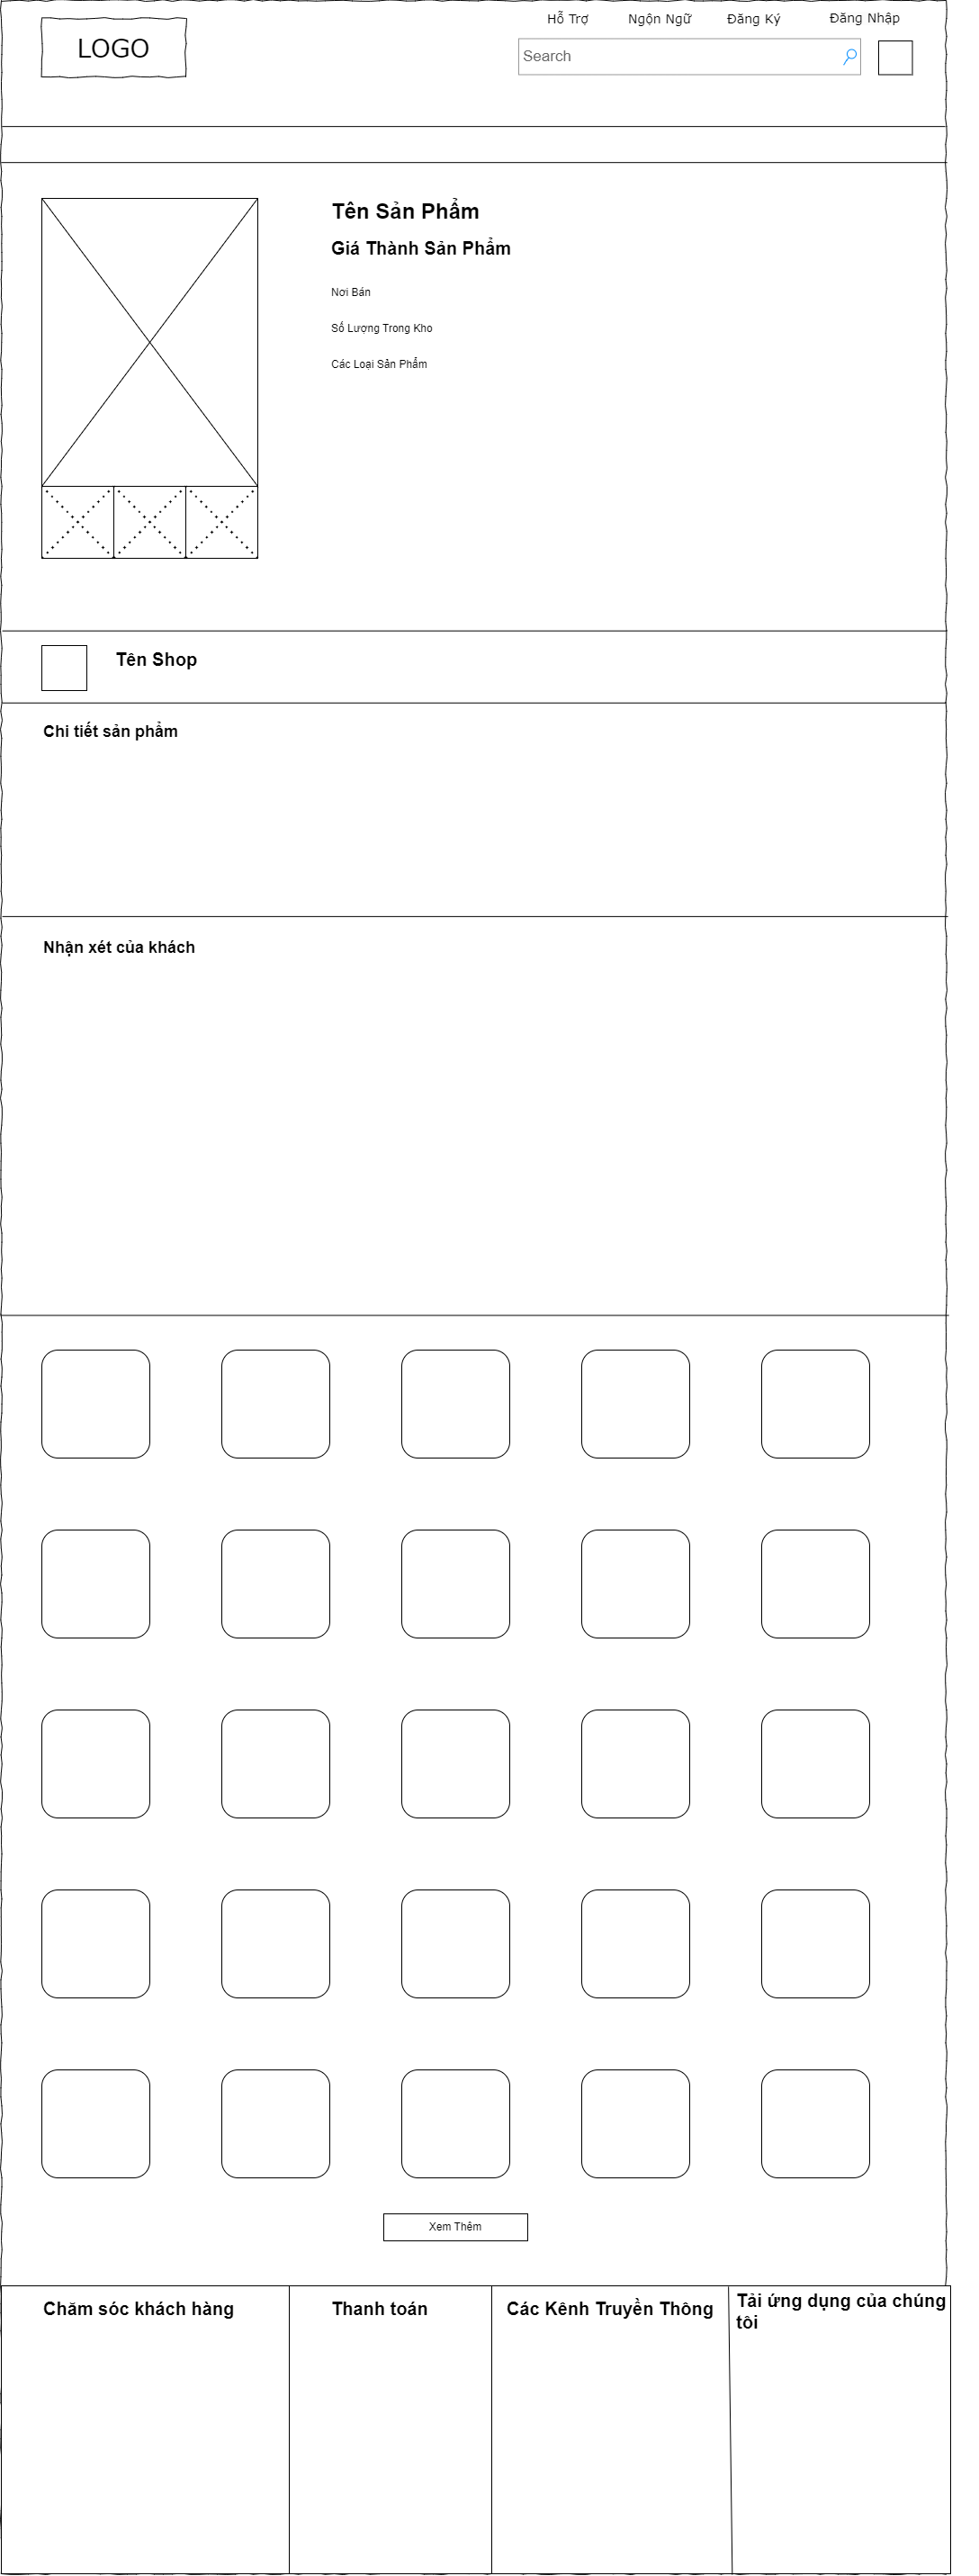 Hỗ Trợ
Ngôn Ngữ
Đăng Ký
Đăng Nhập
LOGO
Search
Tên Sản Phẩm
Giá Thành Sản Phẩm
Nơi Bán
Số Lượng Trong Kho
Các Loại Sản Phẩm
Tên Shop
Chi tiết sản phẩm
Nhận xét của khách
Xem Thêm
Chăm sóc khách hàng
Thanh toán
Các Kênh Truyền Thông
Tải ứng dụng của chúng
tôi